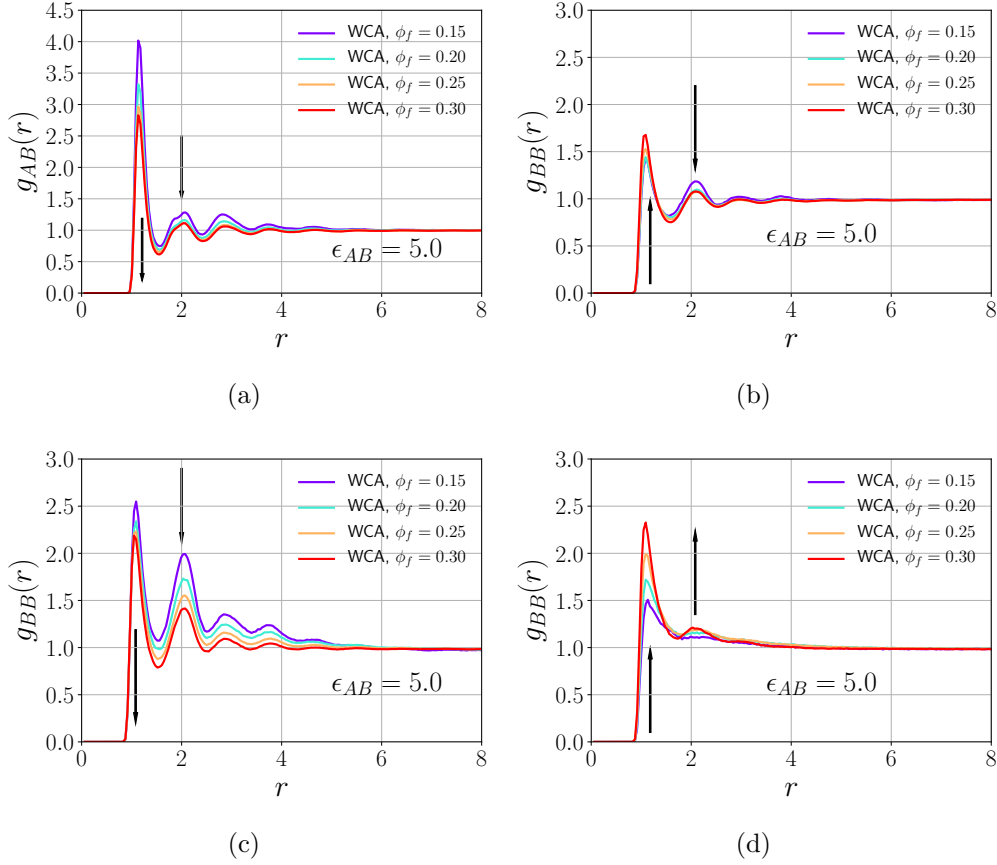 4.5
4.0
3.5
3.0
2.5
2.0
1.5
1.0
0.5
0.0
g_{AB}(r)
WCA, ϕ_f = 0.15
WCA, ϕ_f = 0.20
WCA, ϕ_f = 0.25
WCA, ϕ_f = 0.30
ϵ_{AB} = 5.0
0 2 4 6 8
r
(a)
3.0
2.5
2.0
1.5
1.0
0.5
0.0
g_{BB}(r)
WCA, ϕ_f = 0.15
WCA, ϕ_f = 0.20
WCA, ϕ_f = 0.25
WCA, ϕ_f = 0.30
ϵ_{AB} = 5.0
0 2 4 6 8
r
(b)
3.0
2.5
2.0
1.5
1.0
0.5
0.0
g_{BB}(r)
WCA, ϕ_f = 0.15
WCA, ϕ_f = 0.20
WCA, ϕ_f = 0.25
WCA, ϕ_f = 0.30
ϵ_{AB} = 5.0
0 2 4 6 8
r
(c)
3.0
2.5
2.0
1.5
1.0
0.5
0.0
g_{BB}(r)
WCA, ϕ_f = 0.15
WCA, ϕ_f = 0.20
WCA, ϕ_f = 0.25
WCA, ϕ_f = 0.30
ϵ_{AB} = 5.0
0 2 4 6 8
r
(d)